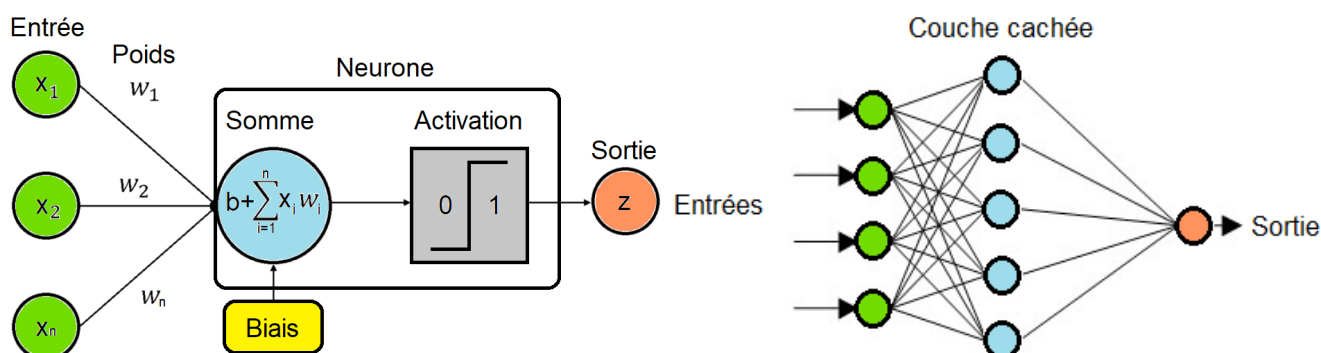 Entrée
Poids
x₁
w₁
Neurone
Somme
Activation
x₂
w₂
b+∑xᵢwᵢ
n
i=1
0 1
Sortie
z
wₙ
xₙ
Biais
Couche cachée
Entrées
Sortie